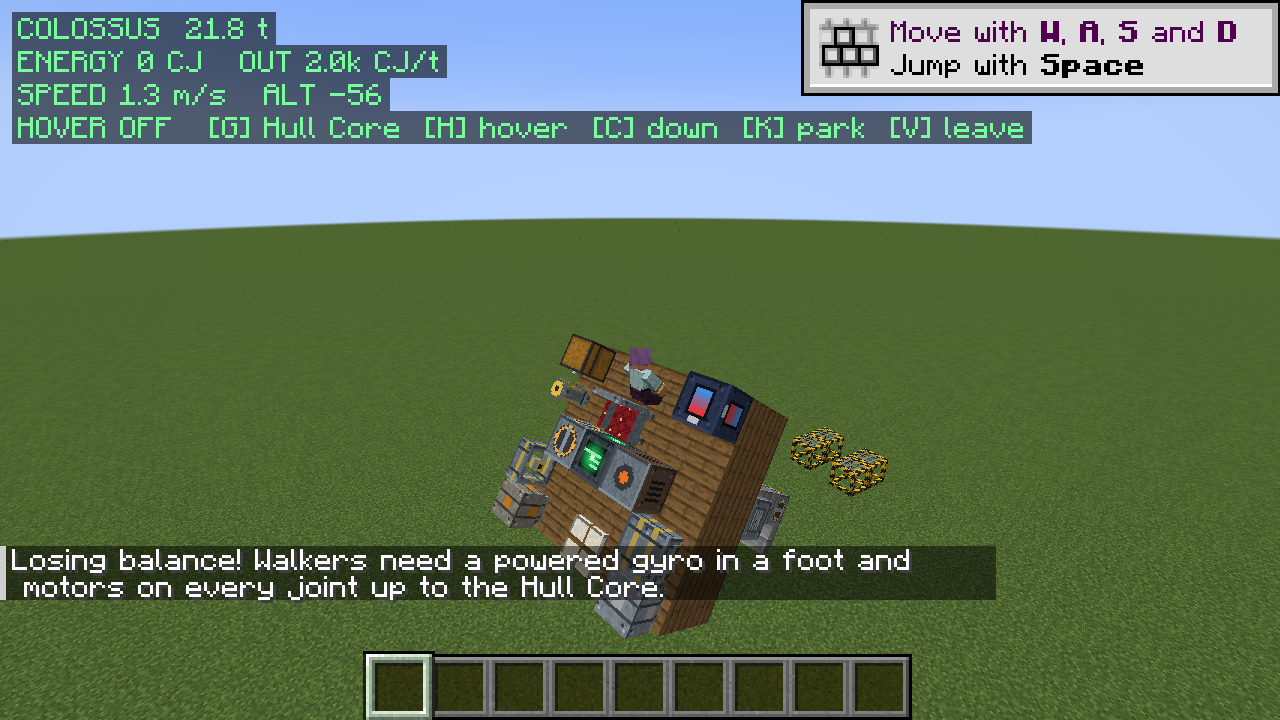 COLOSSUS 21.8 t
ENERGY 0 CJ OUT 2.0k CJ/t
SPEED 1.3 m/s ALT -56
HOVER OFF [G] Hull Core [H] hover [C] down [K] park [V] leave
Move with W, A, S and D
Jump with Space
Losing balance! Walkers need a powered gyro in a foot and
motors on every joint up to the Hull Core.